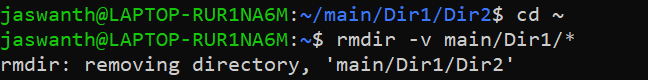 jaswanth@LAPTOP-RUR1NA6M:~/main/Dir1/Dir2$ cd ~
jaswanth@LAPTOP-RUR1NA6M:~$ rmdir -v main/Dir1/*
rmdir: removing directory, 'main/Dir1/Dir2'